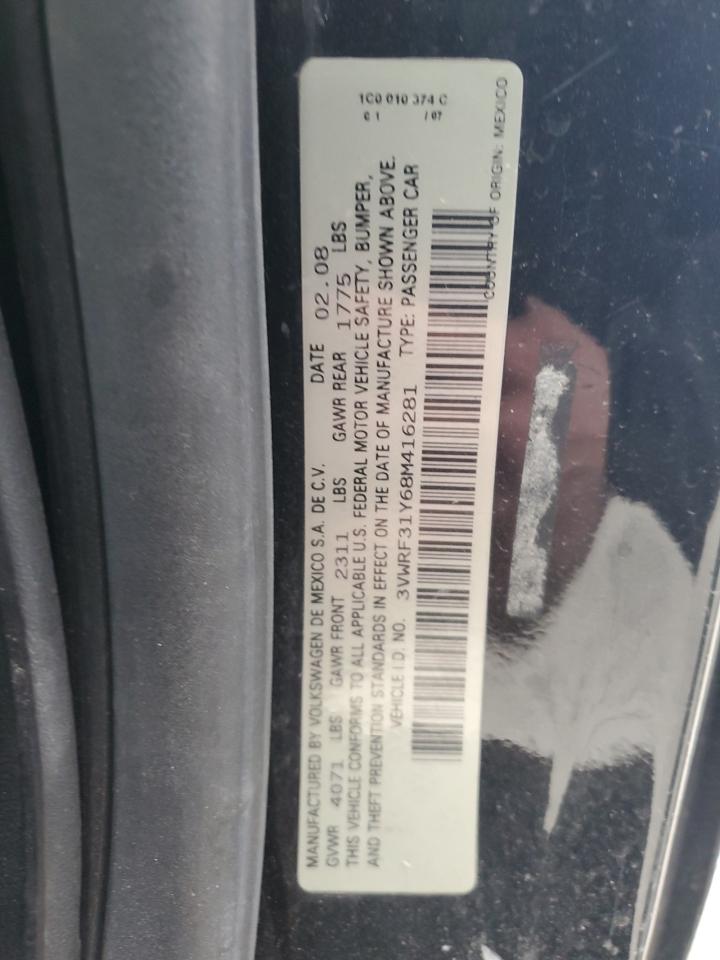 1C0 010 374 C
C 1 / 07
MANUFACTURED BY VOLKSWAGEN DE MEXICO S.A. DE C.V. DATE 02.08
GVWR 4071 LBS GAWR FRONT 2311 LBS GAWR REAR 1775 LBS
THIS VEHICLE CONFORMS TO ALL APPLICABLE U.S. FEDERAL MOTOR VEHICLE SAFETY, BUMPER,
AND THEFT PREVENTION STANDARDS IN EFFECT ON THE DATE OF MANUFACTURE SHOWN ABOVE.
VEHICLE I.D. NO. 3VWRF31Y68M416281 TYPE: PASSENGER CAR
COUNTRY OF ORIGIN: MEXICO